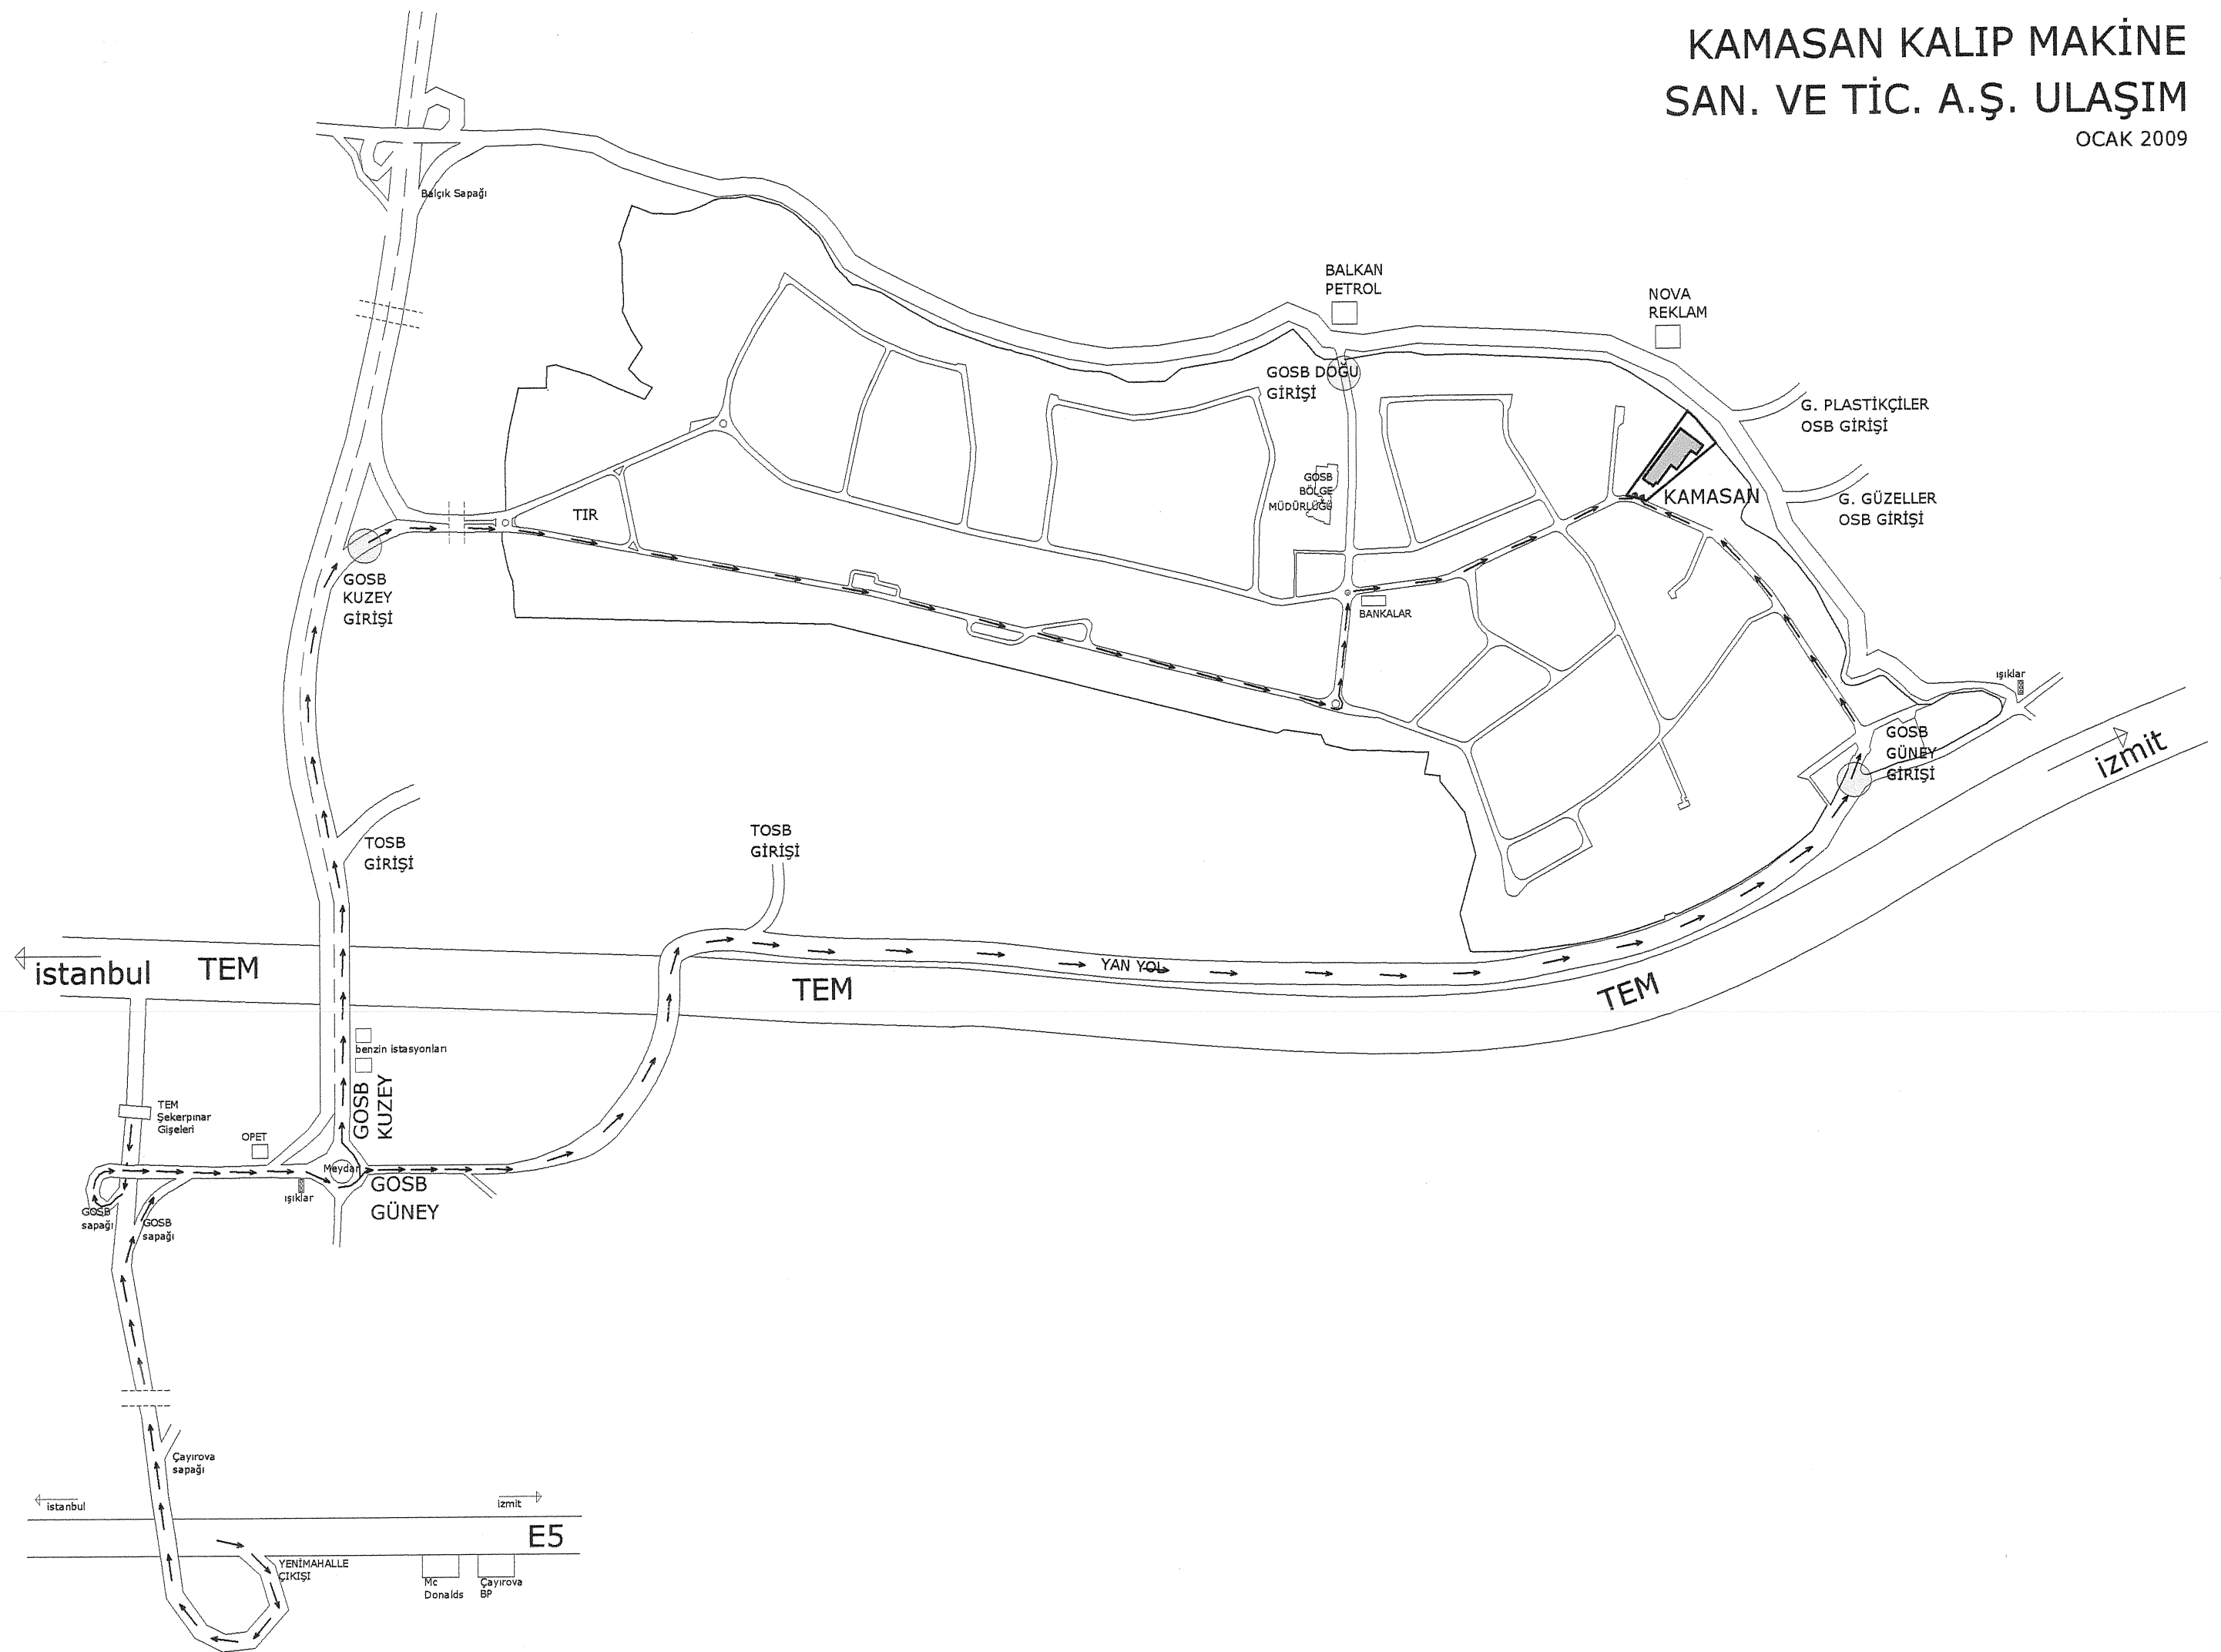 KAMASAN KALIP MAKİNE
SAN. VE TİC. A.Ş. ULAŞIM
OCAK 2009
Balçık Sapağı
BALKAN
PETROL
NOVA
REKLAM
GOSB DOĞU
GİRİŞİ
G. PLASTİKÇİLER
OSB GİRİŞİ
GOSB
BÖLGE
MÜDÜRLÜĞÜ
KAMASAN
G. GÜZELLER
OSB GİRİŞİ
TIR
GOSB
KUZEY
GİRİŞİ
BANKALAR
ışıklar
GOSB
GÜNEY
GİRİŞİ
izmit
TOSB
GİRİŞİ
TOSB
GİRİŞİ
istanbul
TEM
TEM
YAN YOL
TEM
benzin istasyonları
GOSB
KUZEY
TEM
Şekerpınar
Gişeleri
OPET
Meydan
ışıklar
GOSB
GÜNEY
GOSB
sapağı
GOSB
sapağı
Çayırova
sapağı
istanbul
izmit
E5
YENİMAHALLE
ÇIKIŞI
Mc
Donalds
Çayırova
BP